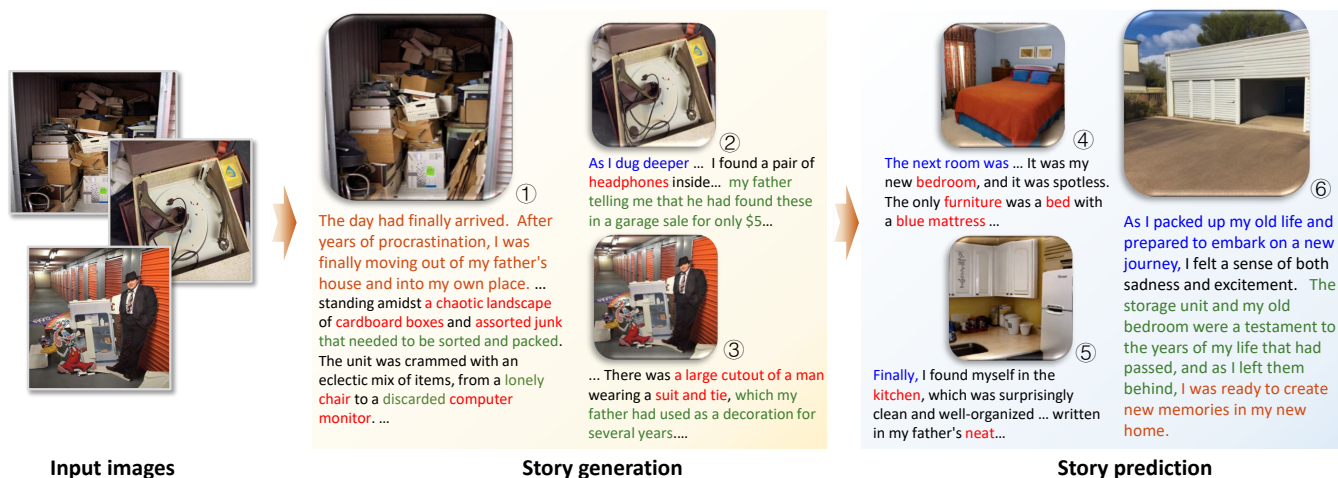 ①
The day had finally arrived. After
years of procrastination, I was
finally moving out of my father's
house and into my own place. ...
standing amidst a chaotic landscape
of cardboard boxes and assorted junk
that needed to be sorted and packed.
The unit was crammed with an
eclectic mix of items, from a lonely
chair to a discarded computer
monitor. ...
②
As I dug deeper ... I found a pair of
headphones inside... my father
telling me that he had found these
in a garage sale for only $5...
③
... There was a large cutout of a man
wearing a suit and tie, which my
father had used as a decoration for
several years....
④
The next room was ... It was my
new bedroom, and it was spotless.
The only furniture was a bed with
a blue mattress ...
⑤
Finally, I found myself in the
kitchen, which was surprisingly
clean and well-organized ... written
in my father's neat...
⑥
As I packed up my old life and
prepared to embark on a new
journey, I felt a sense of both
sadness and excitement. The
storage unit and my old
bedroom were a testament to
the years of my life that had
passed, and as I left them
behind, I was ready to create
new memories in my new
home.
Input images
Story generation
Story prediction